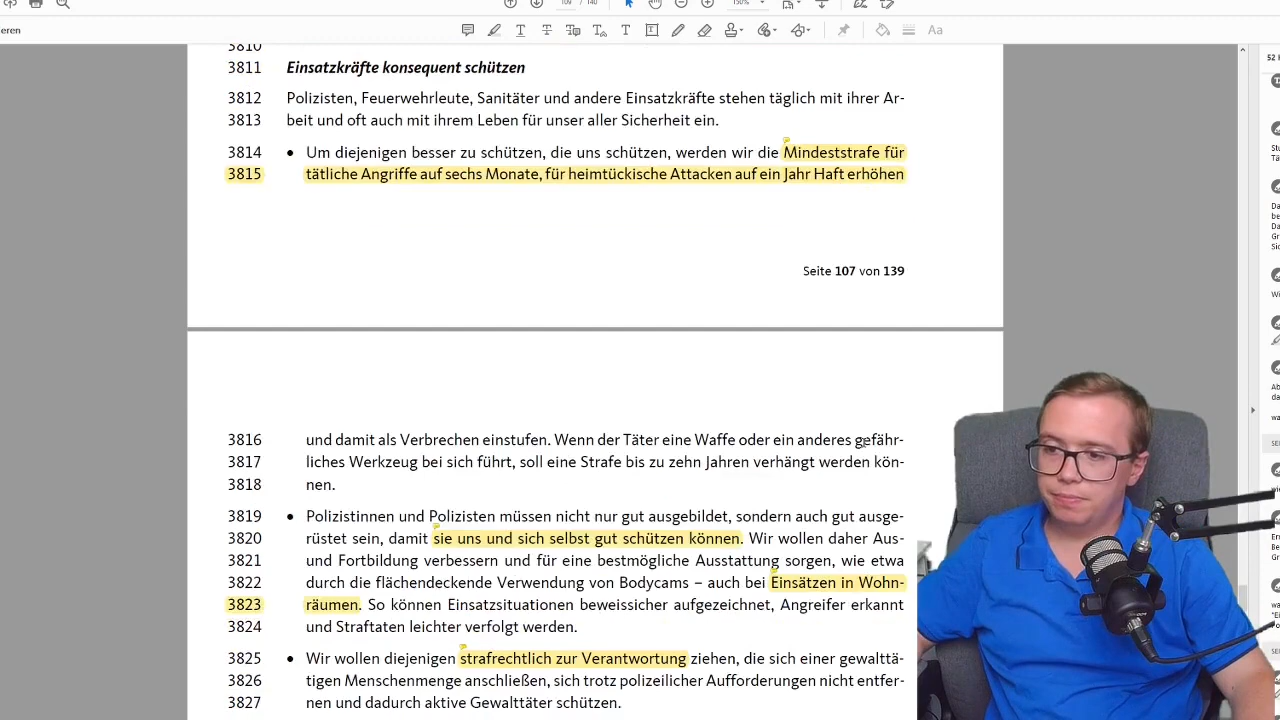 109 / 140
150%
eren
Aa
3810
52
3811 Einsatzkräfte konsequent schützen
3812 Polizisten, Feuerwehrleute, Sanitäter und andere Einsatzkräfte stehen täglich mit ihrer Ar-
3813 beit und oft auch mit ihrem Leben für unser aller Sicherheit ein.
3814 • Um diejenigen besser zu schützen, die uns schützen, werden wir die Mindeststrafe für
3815 tätliche Angriffe auf sechs Monate, für heimtückische Attacken auf ein Jahr Haft erhöhen
Seite 107 von 139
3816 und damit als Verbrechen einstufen. Wenn der Täter eine Waffe oder ein anderes gefähr-
3817 liches Werkzeug bei sich führt, soll eine Strafe bis zu zehn Jahren verhängt werden kön-
3818 nen.
3819 • Polizistinnen und Polizisten müssen nicht nur gut ausgebildet, sondern auch gut ausge-
3820 rüstet sein, damit sie uns und sich selbst gut schützen können. Wir wollen daher Aus-
3821 und Fortbildung verbessern und für eine bestmögliche Ausstattung sorgen, wie etwa
3822 durch die flächendeckende Verwendung von Bodycams – auch bei Einsätzen in Wohn-
3823 räumen. So können Einsatzsituationen beweissicher aufgezeichnet, Angreifer erkannt
3824 und Straftaten leichter verfolgt werden.
3825 • Wir wollen diejenigen strafrechtlich zur Verantwortung ziehen, die sich einer gewalttä-
3826 tigen Menschenmenge anschließen, sich trotz polizeilicher Aufforderungen nicht entfer-
3827 nen und dadurch aktive Gewalttäter schützen.